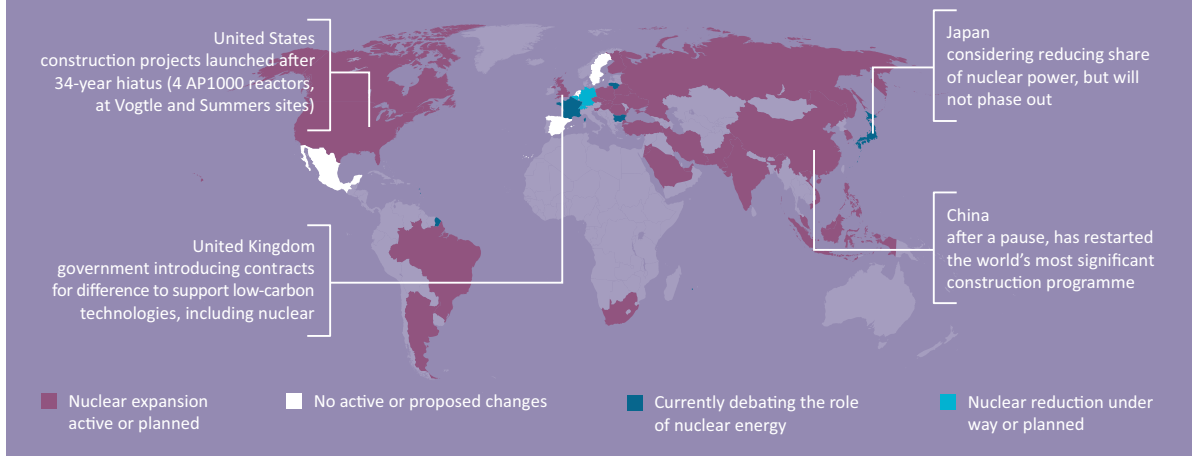 United States
construction projects launched after
34-year hiatus (4 AP1000 reactors,
at Vogtle and Summers sites)
Japan
considering reducing share
of nuclear power, but will
not phase out
United Kingdom
government introducing contracts
for difference to support low-carbon
technologies, including nuclear
China
after a pause, has restarted
the world’s most significant
construction programme
Nuclear expansion
active or planned
No active or proposed changes
Currently debating the role
of nuclear energy
Nuclear reduction under
way or planned